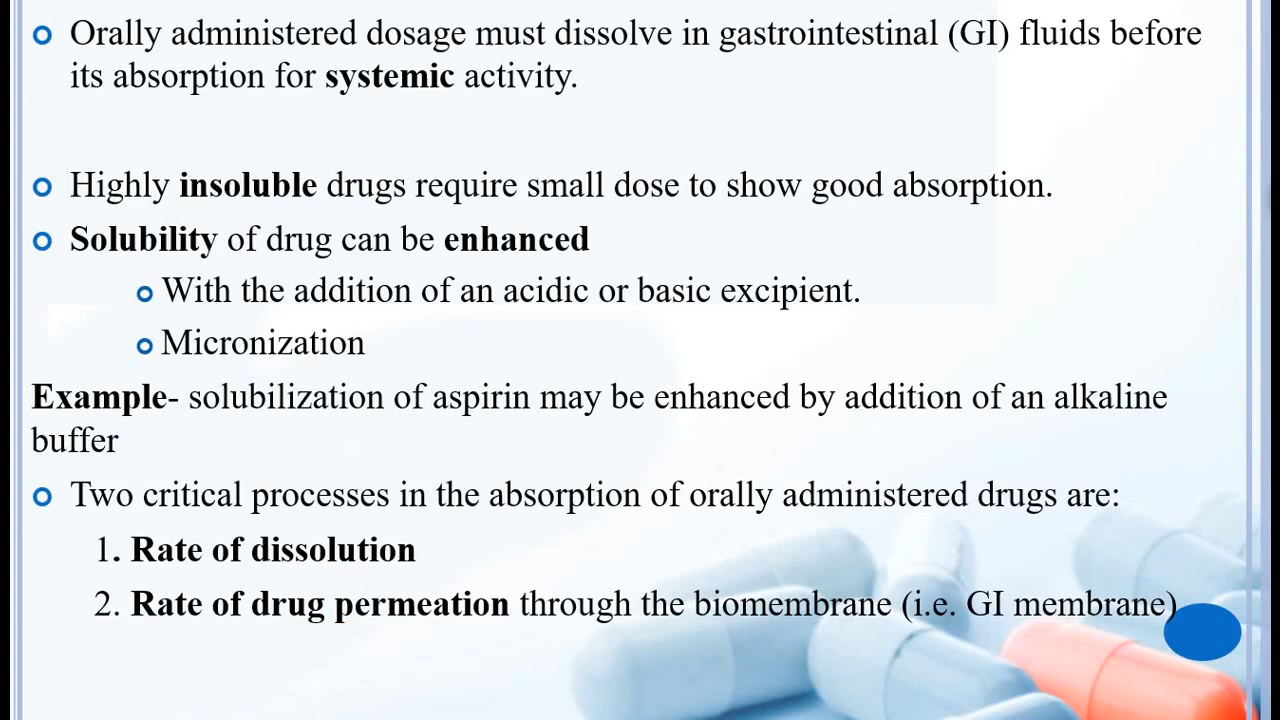 Orally administered dosage must dissolve in gastrointestinal (GI) fluids before
its absorption for systemic activity.
Highly insoluble drugs require small dose to show good absorption.
Solubility of drug can be enhanced
With the addition of an acidic or basic excipient.
Micronization
Example- solubilization of aspirin may be enhanced by addition of an alkaline
buffer
Two critical processes in the absorption of orally administered drugs are:
1. Rate of dissolution
2. Rate of drug permeation through the biomembrane (i.e. GI membrane)